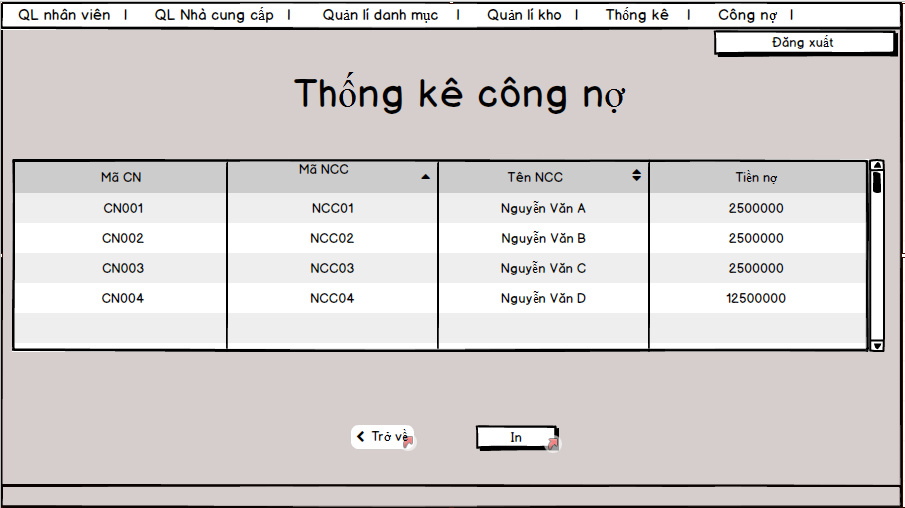 QL nhân viên | QL Nhà cung cấp | Quản lí danh mục | Quản lí kho | Thống kê | Công nợ |
Đăng xuất
Thống kê công nợ
Mã CN Mã NCC Tên NCC Tiền nợ
CN001 NCC01 Nguyễn Văn A 2500000
CN002 NCC02 Nguyễn Văn B 2500000
CN003 NCC03 Nguyễn Văn C 2500000
CN004 NCC04 Nguyễn Văn D 12500000
Trở về In